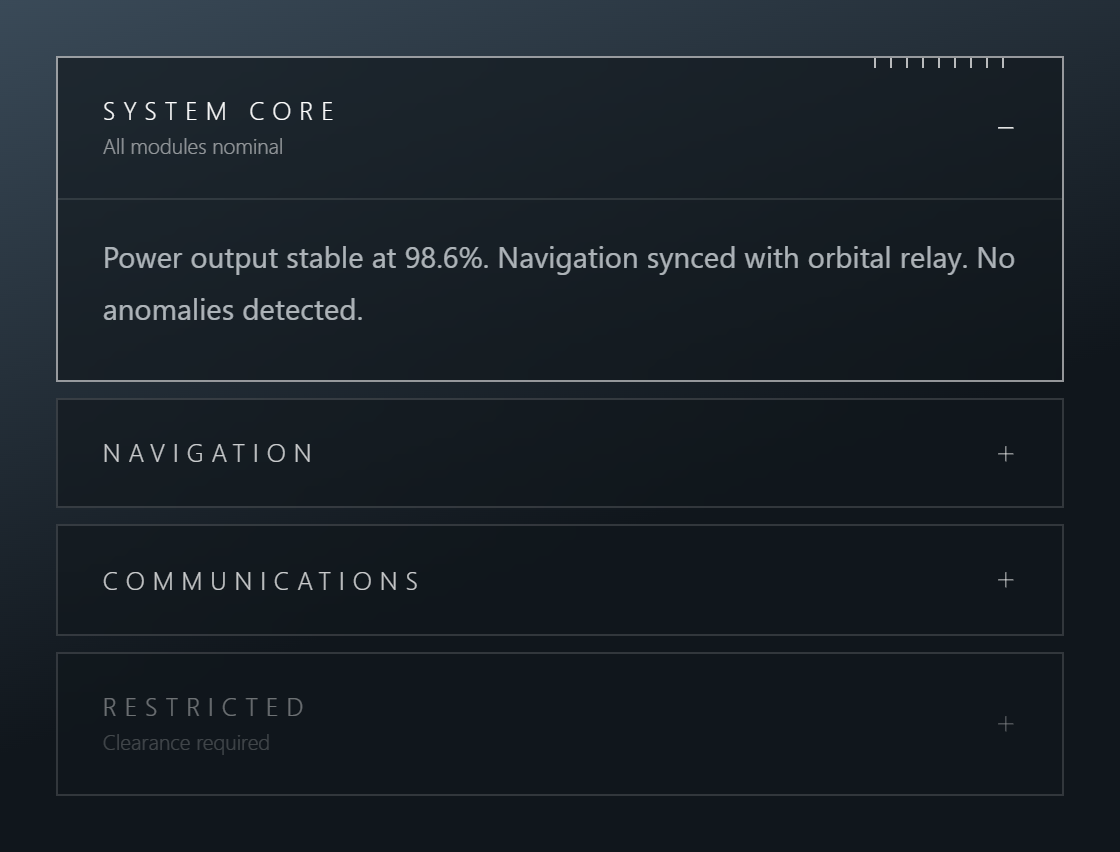 SYSTEM CORE
All modules nominal
Power output stable at 98.6%. Navigation synced with orbital relay. No
anomalies detected.
NAVIGATION
COMMUNICATIONS
RESTRICTED
Clearance required